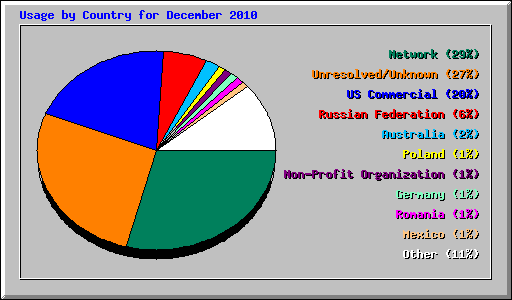 Usage by Country for December 2010
Network (29%)
Unresolved/Unknown (27%)
US Commercial (20%)
Russian Federation (6%)
Australia (2%)
Poland (1%)
Non-Profit Organization (1%)
Germany (1%)
Romania (1%)
Mexico (1%)
Other (11%)